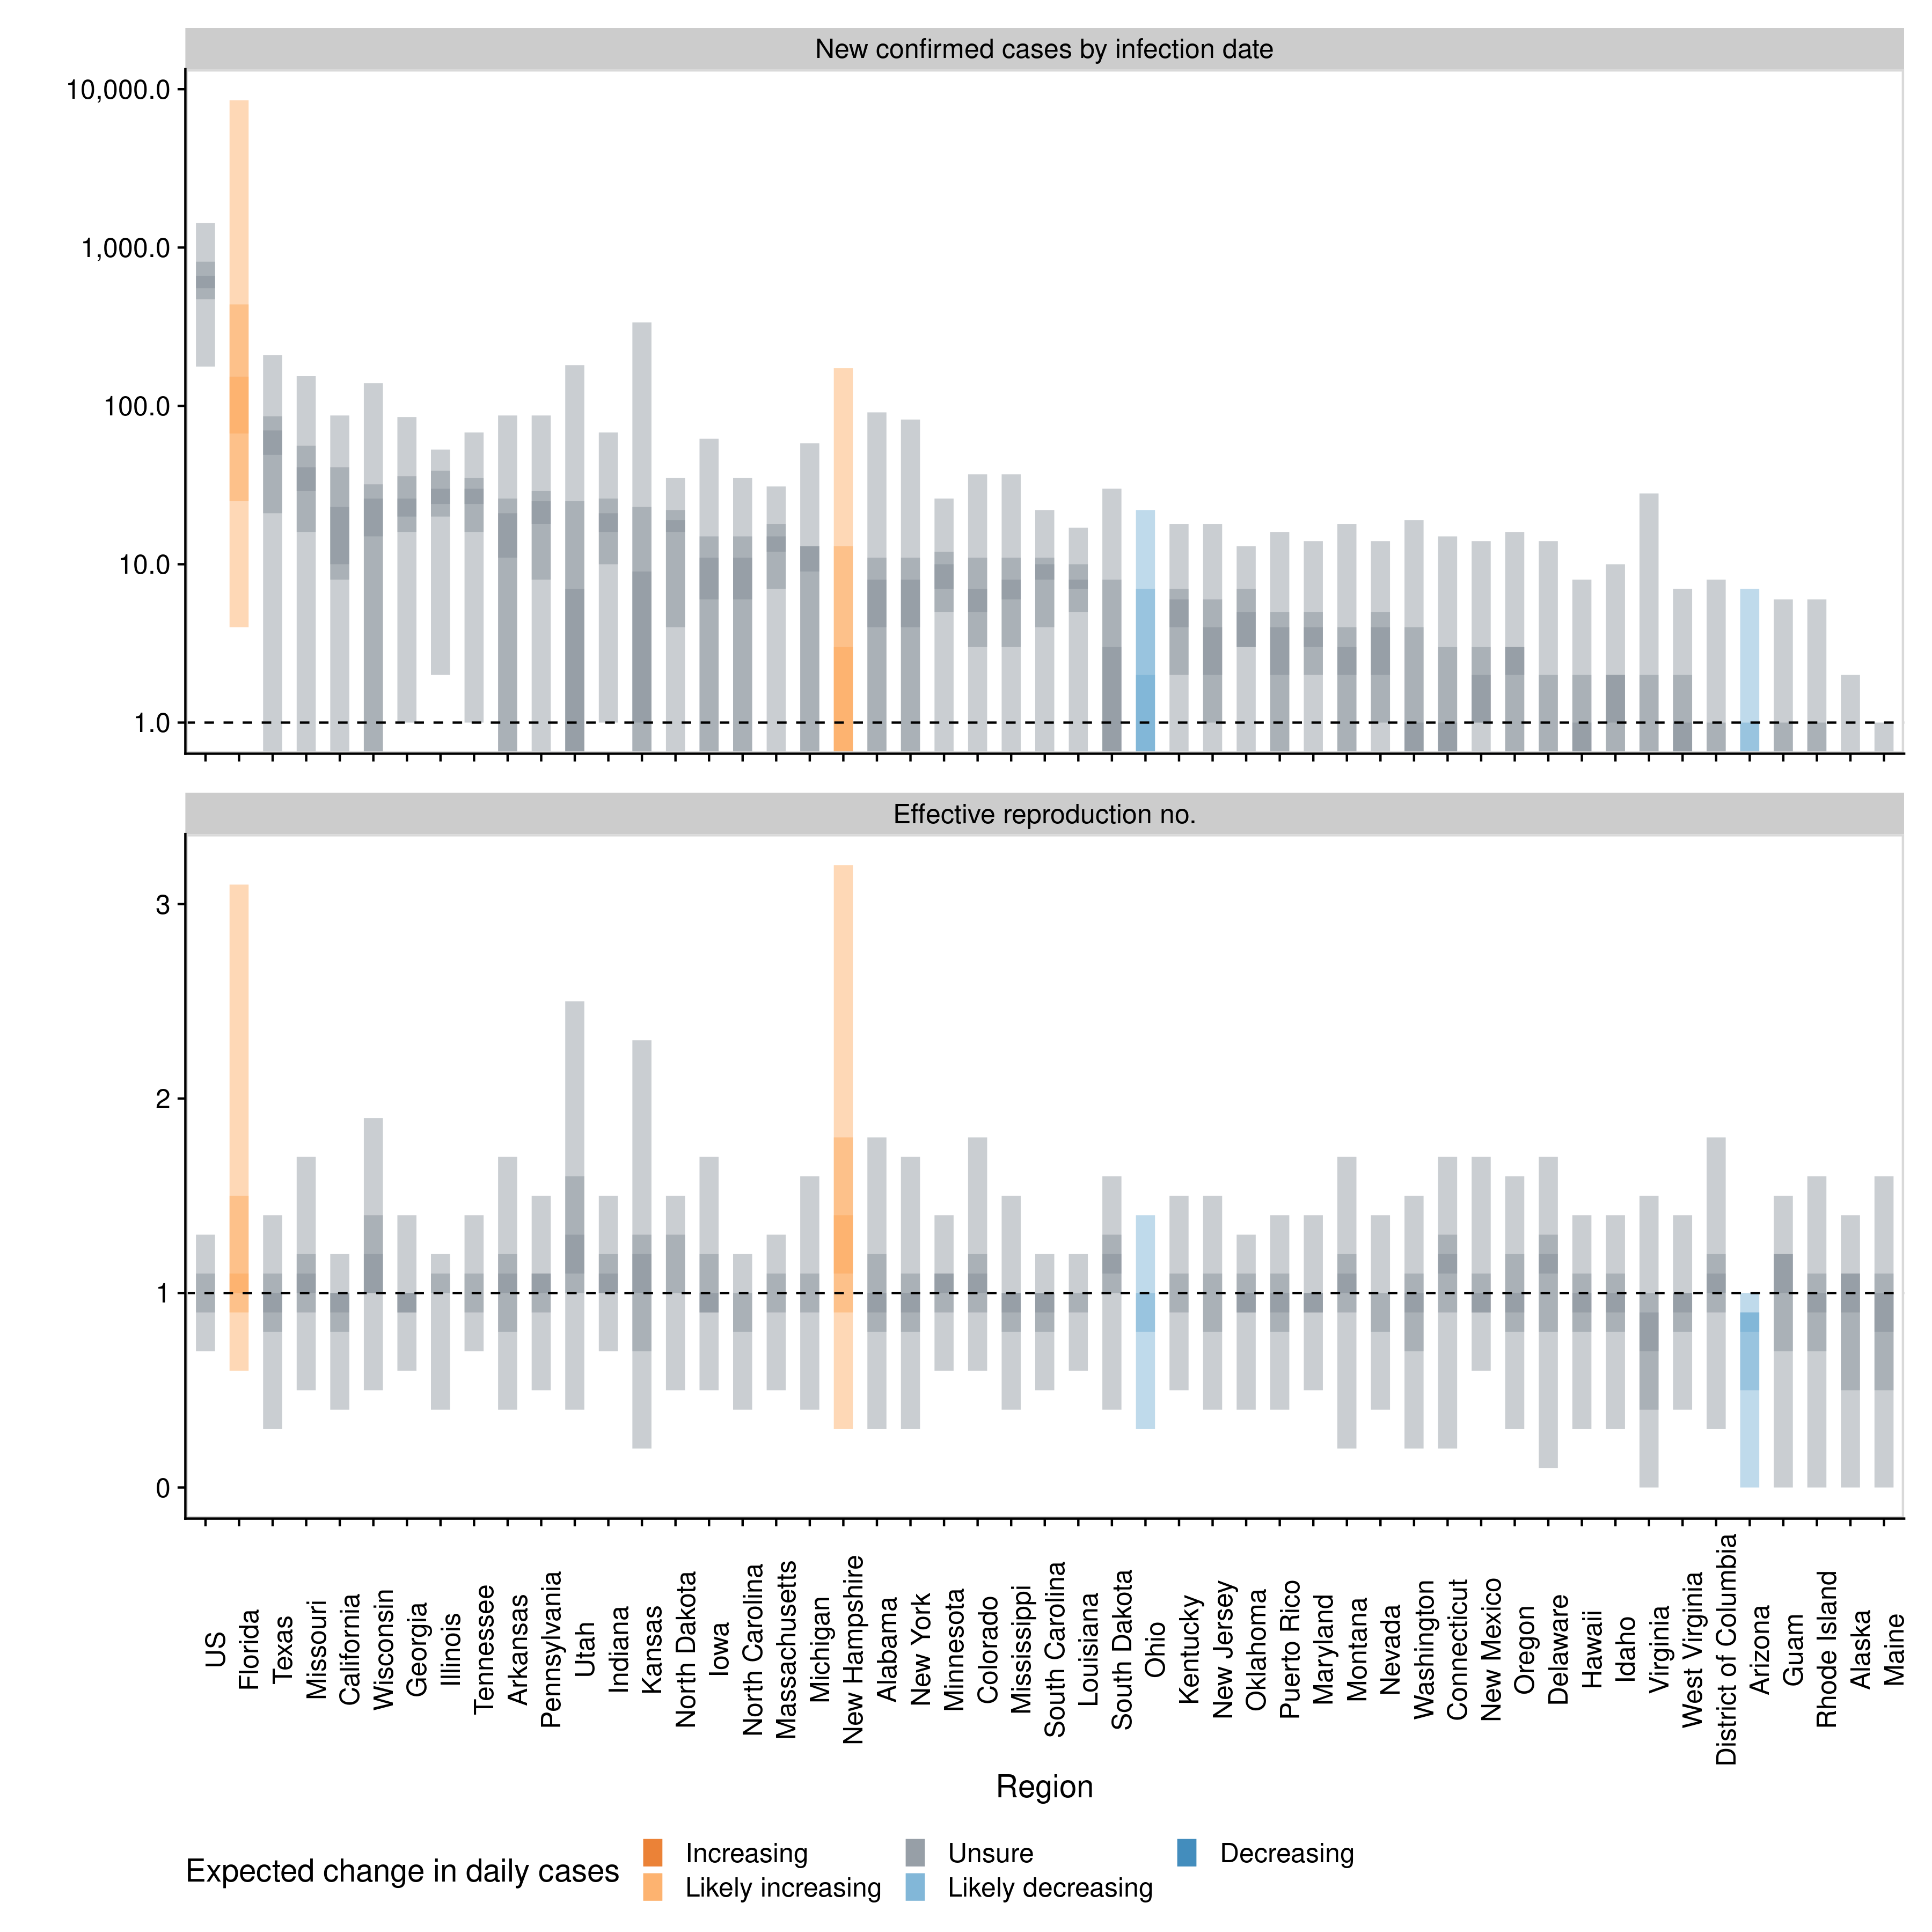 New confirmed cases by infection date
10,000.0
1,000.0
100.0
10.0
1.0
Effective reproduction no.
3
2
1
0
US
Florida
Texas
Missouri
California
Wisconsin
Georgia
Illinois
Tennessee
Arkansas
Pennsylvania
Utah
Indiana
Kansas
North Dakota
Iowa
North Carolina
Massachusetts
Michigan
New Hampshire
Alabama
New York
Minnesota
Colorado
Mississippi
South Carolina
Louisiana
South Dakota
Ohio
Kentucky
New Jersey
Oklahoma
Puerto Rico
Maryland
Montana
Nevada
Washington
Connecticut
New Mexico
Oregon
Delaware
Hawaii
Idaho
Virginia
West Virginia
District of Columbia
Arizona
Guam
Rhode Island
Alaska
Maine
Region
Expected change in daily cases
Increasing
Likely increasing
Unsure
Likely decreasing
Decreasing